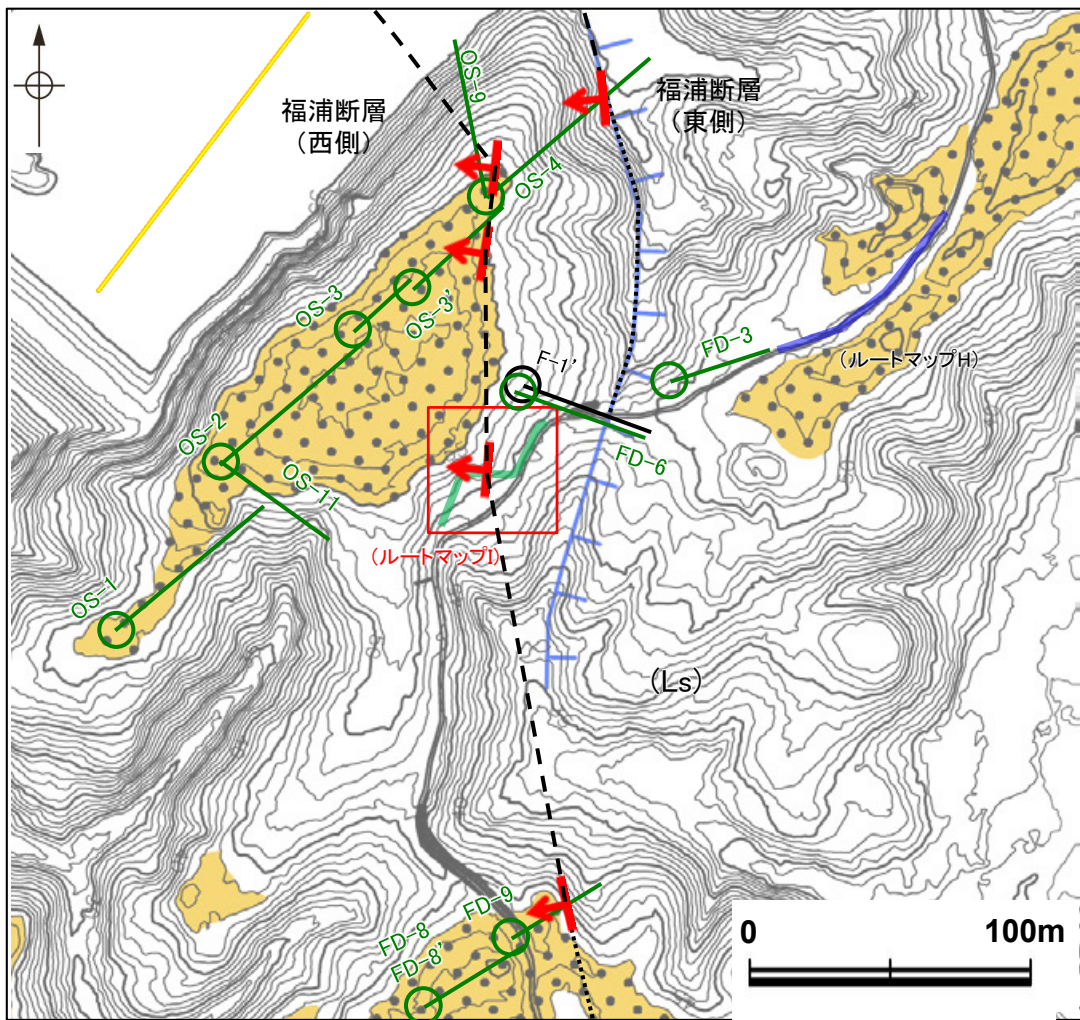 OS-9
福浦断層
(西側)
福浦断層
(東側)
OS-4
OS-3
OS-3'
FD-3
(ルートマップH)
F-1'
OS-2
FD-6
OS-11
(ルートマップI)
OS-1
(Ls)
FD-9
FD-8
FD-8'
0 100m